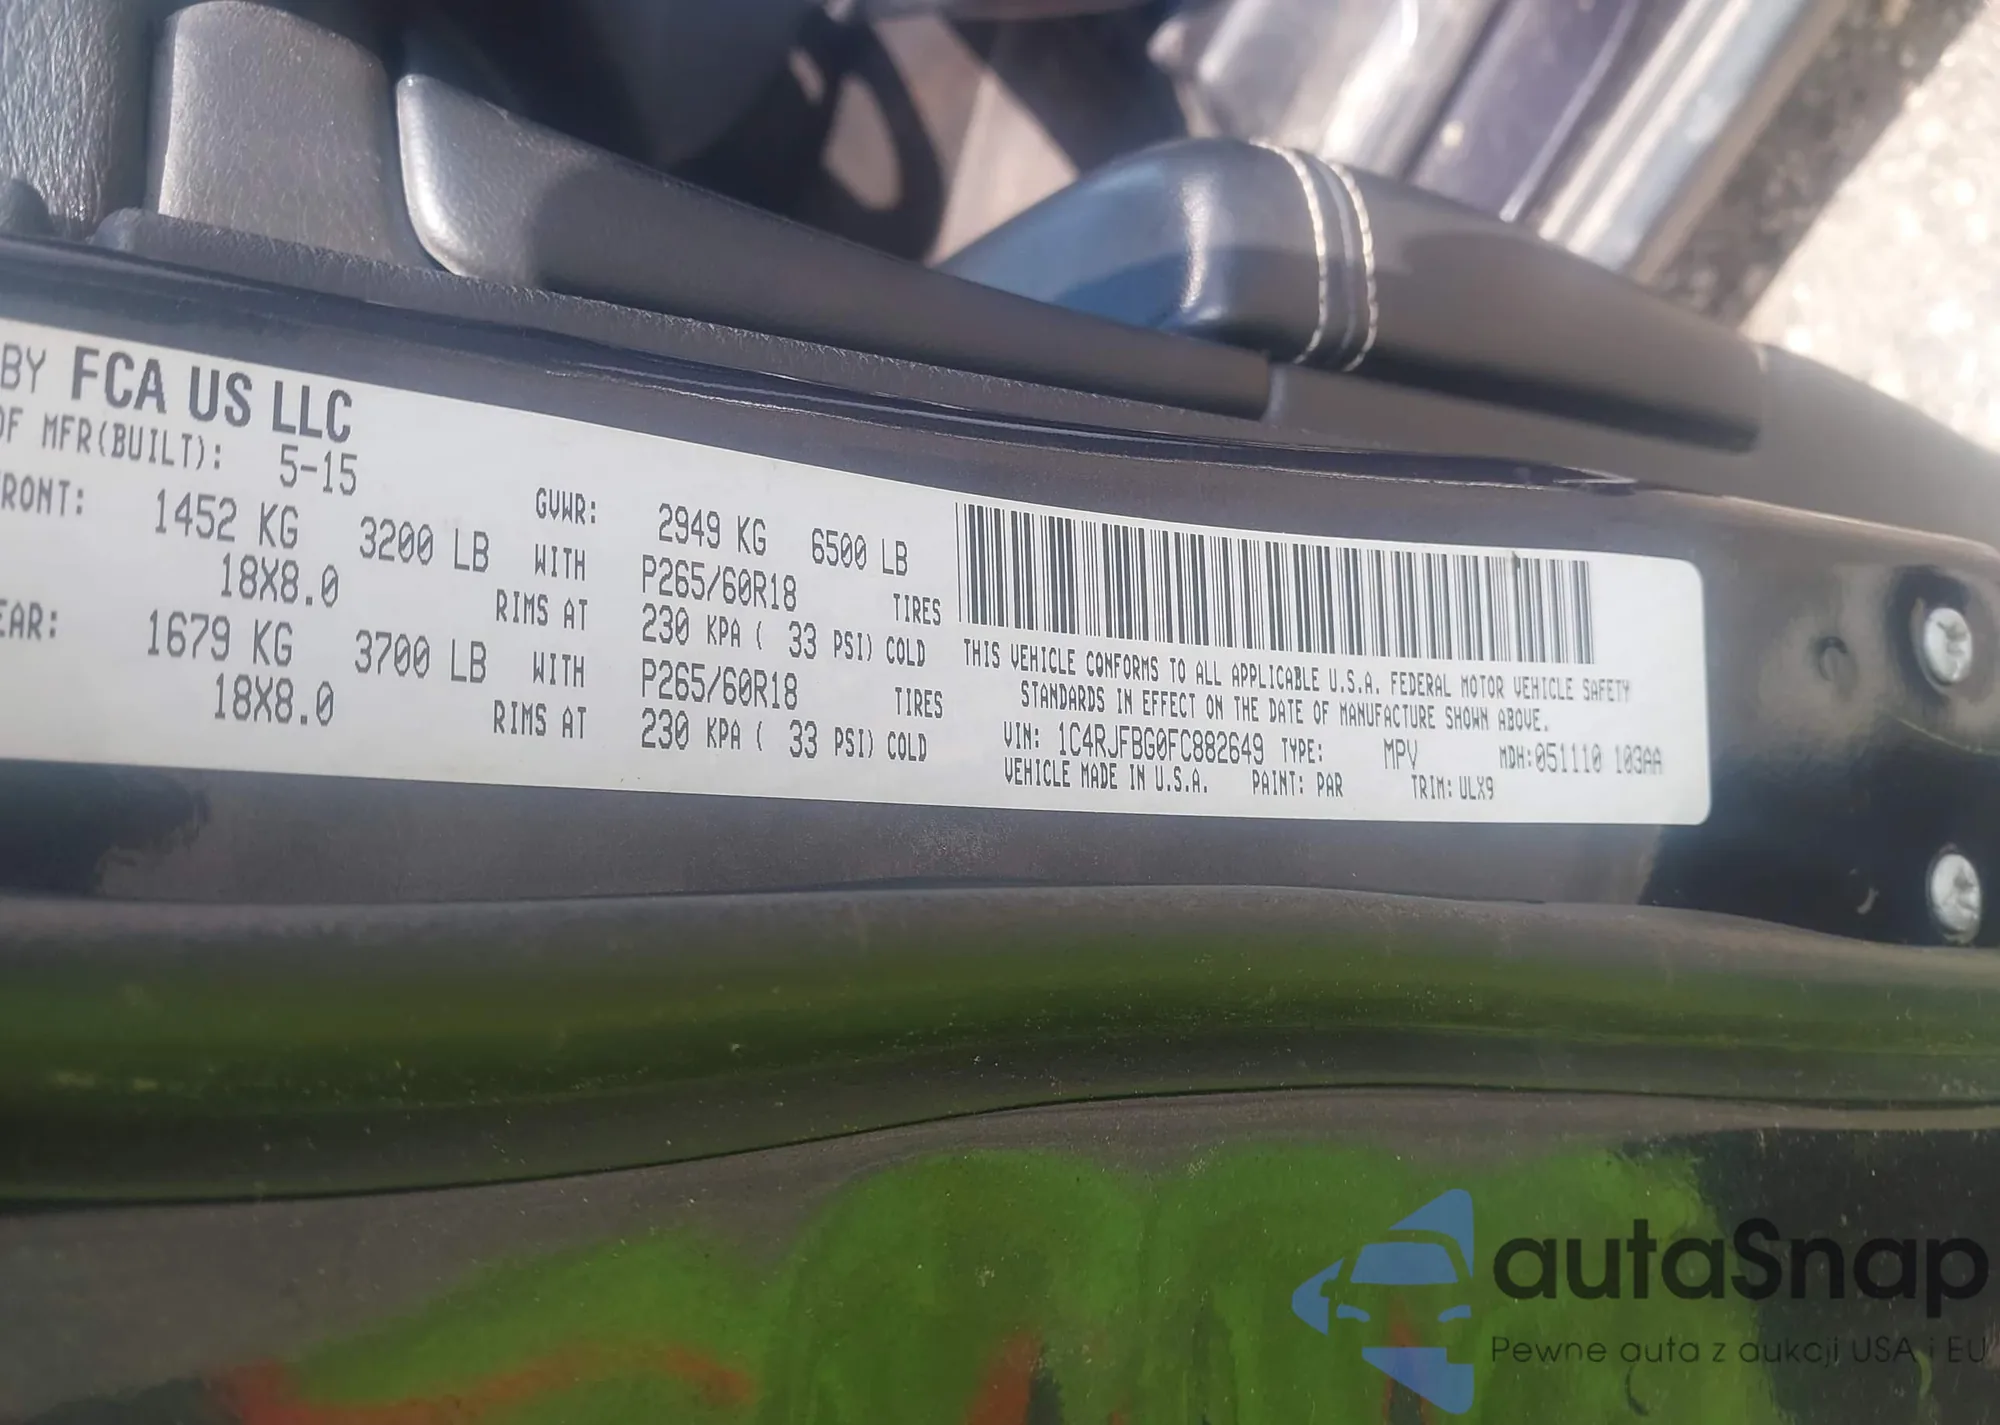 BY FCA US LLC
OF MFR(BUILT): 5-15
GVWR: 2949 KG 6500 LB
RONT: 1452 KG 3200 LB WITH P265/60R18 TIRES
18X8.0 RIMS AT 230 KPA ( 33 PSI) COLD
EAR: 1679 KG 3700 LB WITH P265/60R18 TIRES
18X8.0 RIMS AT 230 KPA ( 33 PSI) COLD
THIS VEHICLE CONFORMS TO ALL APPLICABLE U.S.A. FEDERAL MOTOR VEHICLE SAFETY
STANDARDS IN EFFECT ON THE DATE OF MANUFACTURE SHOWN ABOVE.
VIN: 1C4RJFBG0FC882649 TYPE: MPV MDH:051110 103AA
VEHICLE MADE IN U.S.A. PAINT: PAR TRIM: ULX9
autaSnap
Pewne auta z aukcji USA i EU